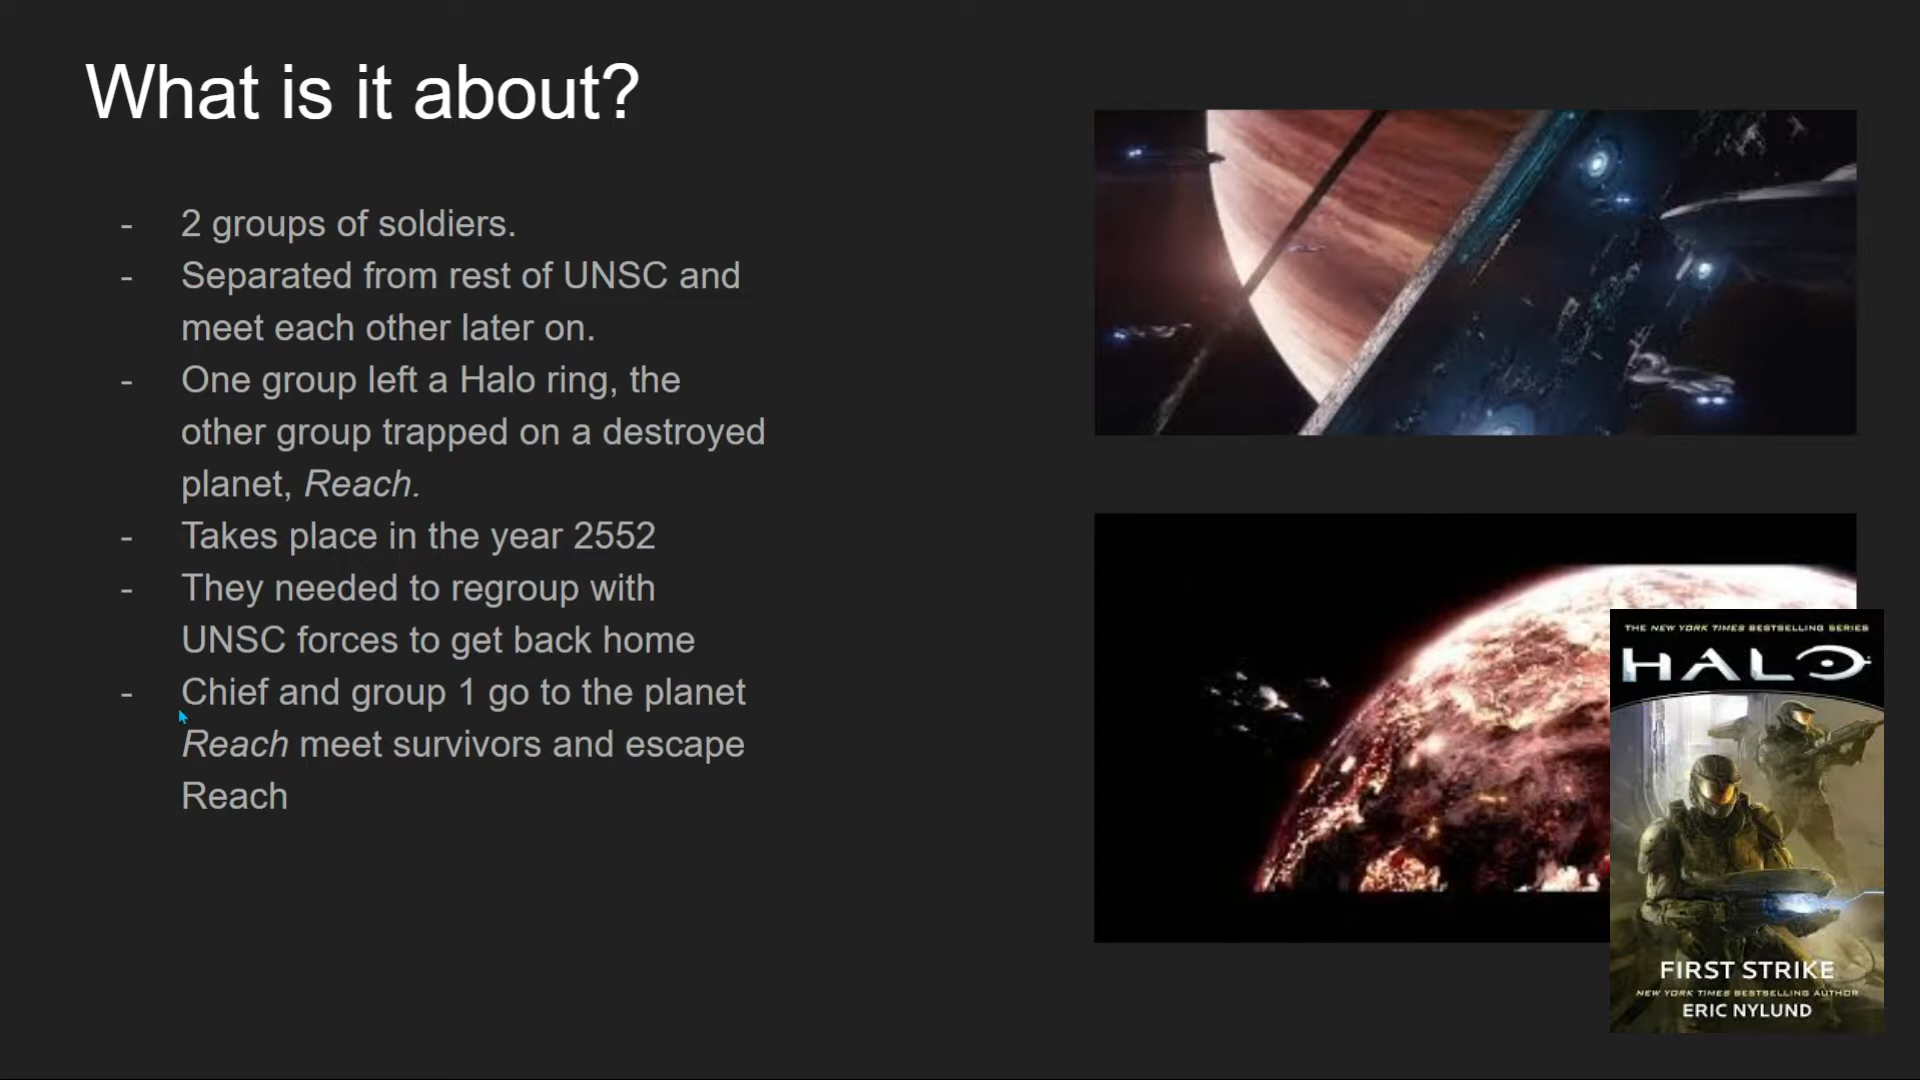 What is it about?
- 2 groups of soldiers.
- Separated from rest of UNSC and
meet each other later on.
- One group left a Halo ring, the
other group trapped on a destroyed
planet, Reach.
- Takes place in the year 2552
- They needed to regroup with
UNSC forces to get back home
- Chief and group 1 go to the planet
Reach meet survivors and escape
Reach
THE NEW YORK TIMES BESTSELLING SERIES
HALO
FIRST STRIKE
NEW YORK TIMES BESTSELLING AUTHOR
ERIC NYLUND